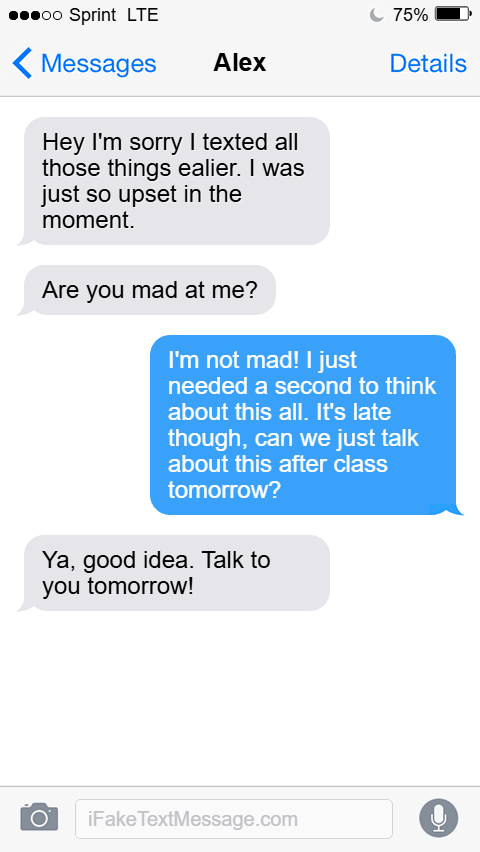 Sprint LTE 75%
Messages Alex Details
Hey I'm sorry I texted all
those things ealier. I was
just so upset in the
moment.
Are you mad at me?
I'm not mad! I just
needed a second to think
about this all. It's late
though, can we just talk
about this after class
tomorrow?
Ya, good idea. Talk to
you tomorrow!
iFakeTextMessage.com